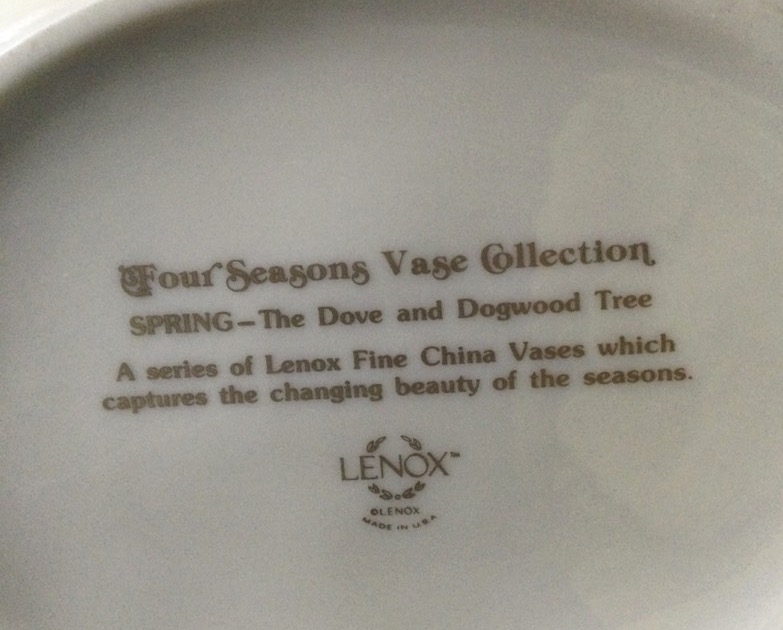 Four Seasons Vase Collection
SPRING–The Dove and Dogwood Tree
A series of Lenox Fine China Vases which
captures the changing beauty of the seasons.
LENOX™
©LENOX
MADE IN U.S.A.